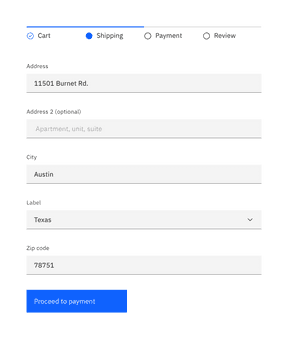 Cart Shipping Payment Review
Address
11501 Burnet Rd.
Address 2 (optional)
Apartment, unit, suite
City
Austin
Label
Texas
Zip code
78751
Proceed to payment